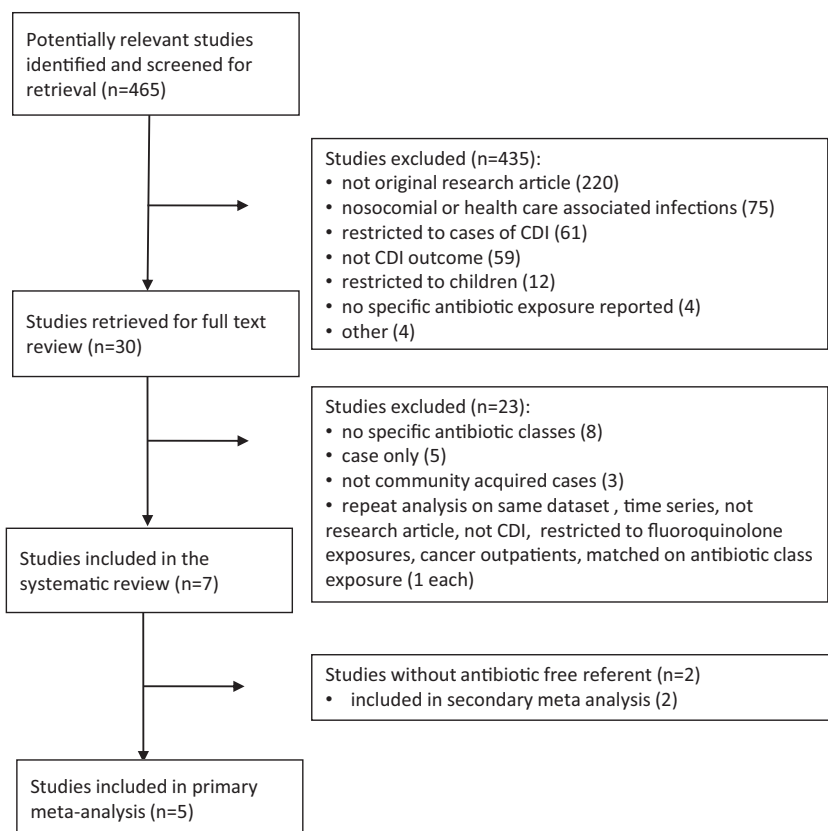 Potentially relevant studies
identified and screened for
retrieval (n=465)
Studies excluded (n=435):
• not original research article (220)
• nosocomial or health care associated infections (75)
• restricted to cases of CDI (61)
• not CDI outcome (59)
• restricted to children (12)
• no specific antibiotic exposure reported (4)
• other (4)
Studies retrieved for full text
review (n=30)
Studies excluded (n=23):
• no specific antibiotic classes (8)
• case only (5)
• not community acquired cases (3)
• repeat analysis on same dataset , time series, not
research article, not CDI, restricted to fluoroquinolone
exposures, cancer outpatients, matched on antibiotic class
exposure (1 each)
Studies included in the
systematic review (n=7)
Studies without antibiotic free referent (n=2)
• included in secondary meta analysis (2)
Studies included in primary
meta-analysis (n=5)